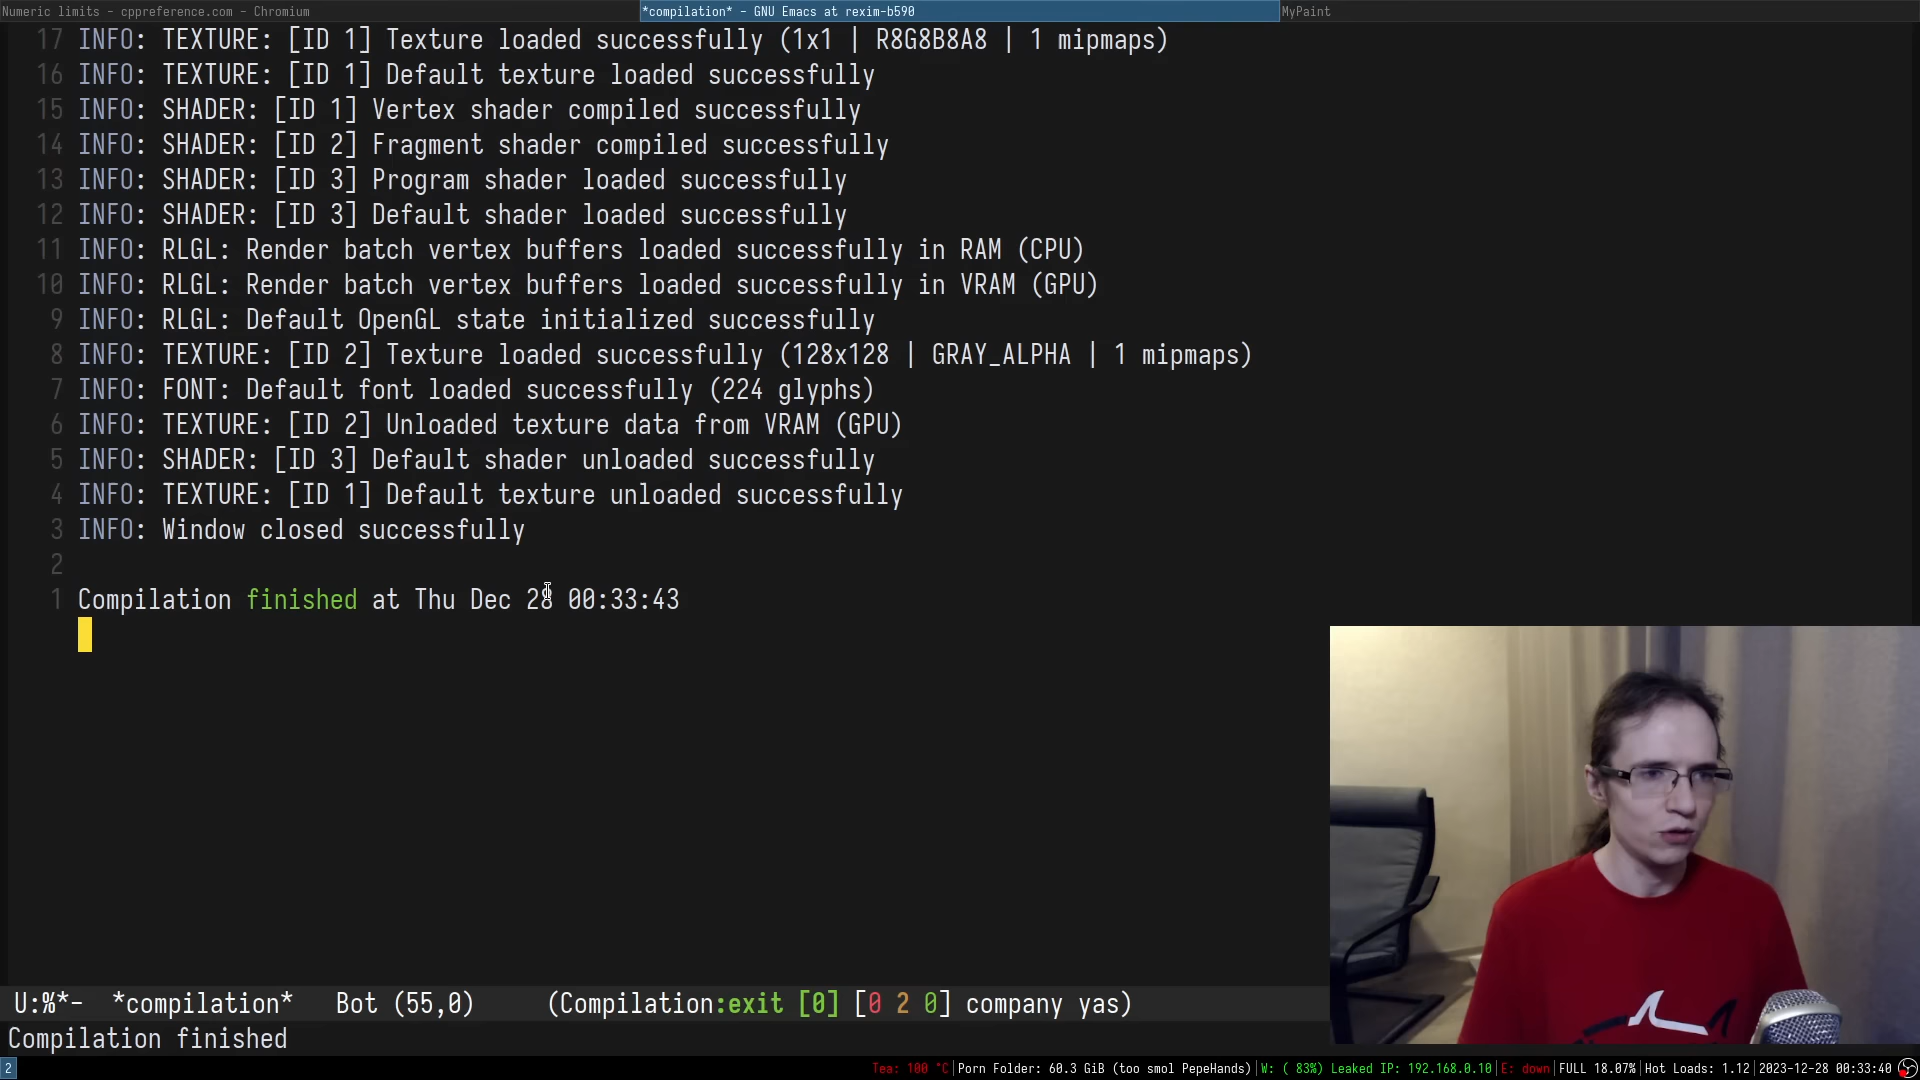 Numeric limits - cppreference.com - Chromium
*compilation* - GNU Emacs at rexim-b590
MyPaint
17 INFO: TEXTURE: [ID 1] Texture loaded successfully (1x1 | R8G8B8A8 | 1 mipmaps)
16 INFO: TEXTURE: [ID 1] Default texture loaded successfully
15 INFO: SHADER: [ID 1] Vertex shader compiled successfully
14 INFO: SHADER: [ID 2] Fragment shader compiled successfully
13 INFO: SHADER: [ID 3] Program shader loaded successfully
12 INFO: SHADER: [ID 3] Default shader loaded successfully
11 INFO: RLGL: Render batch vertex buffers loaded successfully in RAM (CPU)
10 INFO: RLGL: Render batch vertex buffers loaded successfully in VRAM (GPU)
9 INFO: RLGL: Default OpenGL state initialized successfully
8 INFO: TEXTURE: [ID 2] Texture loaded successfully (128x128 | GRAY_ALPHA | 1 mipmaps)
7 INFO: FONT: Default font loaded successfully (224 glyphs)
6 INFO: TEXTURE: [ID 2] Unloaded texture data from VRAM (GPU)
5 INFO: SHADER: [ID 3] Default shader unloaded successfully
4 INFO: TEXTURE: [ID 1] Default texture unloaded successfully
3 INFO: Window closed successfully
2
1 Compilation finished at Thu Dec 28 00:33:43
U:%*-  *compilation*   Bot (55,0)     (Compilation:exit [0] [0 2 0] company yas)
Compilation finished
2
Tea: 100 °C|Porn Folder: 60.3 GiB (too smol PepeHands)|W: ( 83%) Leaked IP: 192.168.0.10|E: down|FULL 18.07%|Hot Loads: 1.12|2023-12-28 00:33:40